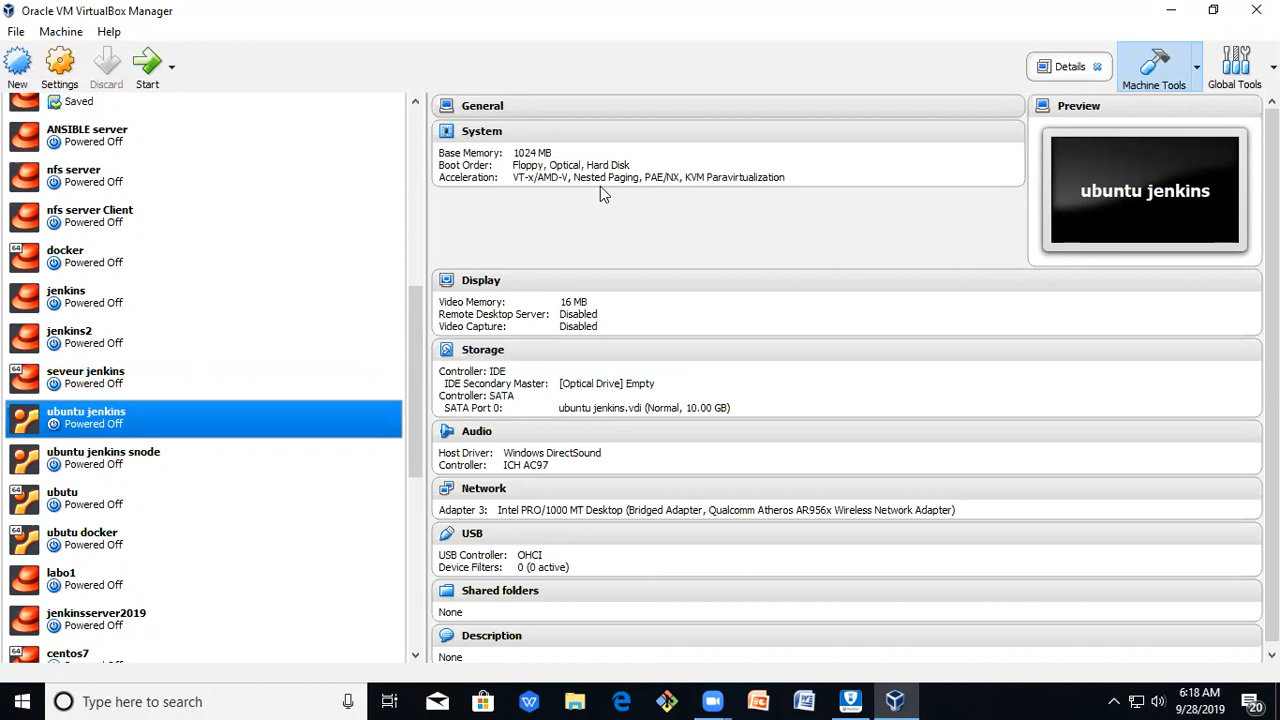 Oracle VM VirtualBox Manager
File Machine Help
New Settings Discard Start
Details
Machine Tools
Global Tools
Saved
ANSIBLE server
Powered Off
nfs server
Powered Off
nfs server Client
Powered Off
64
docker
Powered Off
jenkins
Powered Off
jenkins2
Powered Off
64
seveur jenkins
Powered Off
ubuntu jenkins
Powered Off
ubuntu jenkins snode
Powered Off
64
ubutu
Powered Off
64
ubutu docker
Powered Off
labo1
Powered Off
jenkinsserver2019
Powered Off
64
centos7
General
System
Base Memory: 1024 MB
Boot Order: Floppy, Optical, Hard Disk
Acceleration: VT-x/AMD-V, Nested Paging, PAE/NX, KVM Paravirtualization
Preview
ubuntu jenkins
Display
Video Memory: 16 MB
Remote Desktop Server: Disabled
Video Capture: Disabled
Storage
Controller: IDE
IDE Secondary Master: [Optical Drive] Empty
Controller: SATA
SATA Port 0: ubuntu jenkins.vdi (Normal, 10.00 GB)
Audio
Host Driver: Windows DirectSound
Controller: ICH AC97
Network
Adapter 3: Intel PRO/1000 MT Desktop (Bridged Adapter, Qualcomm Atheros AR956x Wireless Network Adapter)
USB
USB Controller: OHCI
Device Filters: 0 (0 active)
Shared folders
None
Description
None
Type here to search
6:18 AM
9/28/2019
20